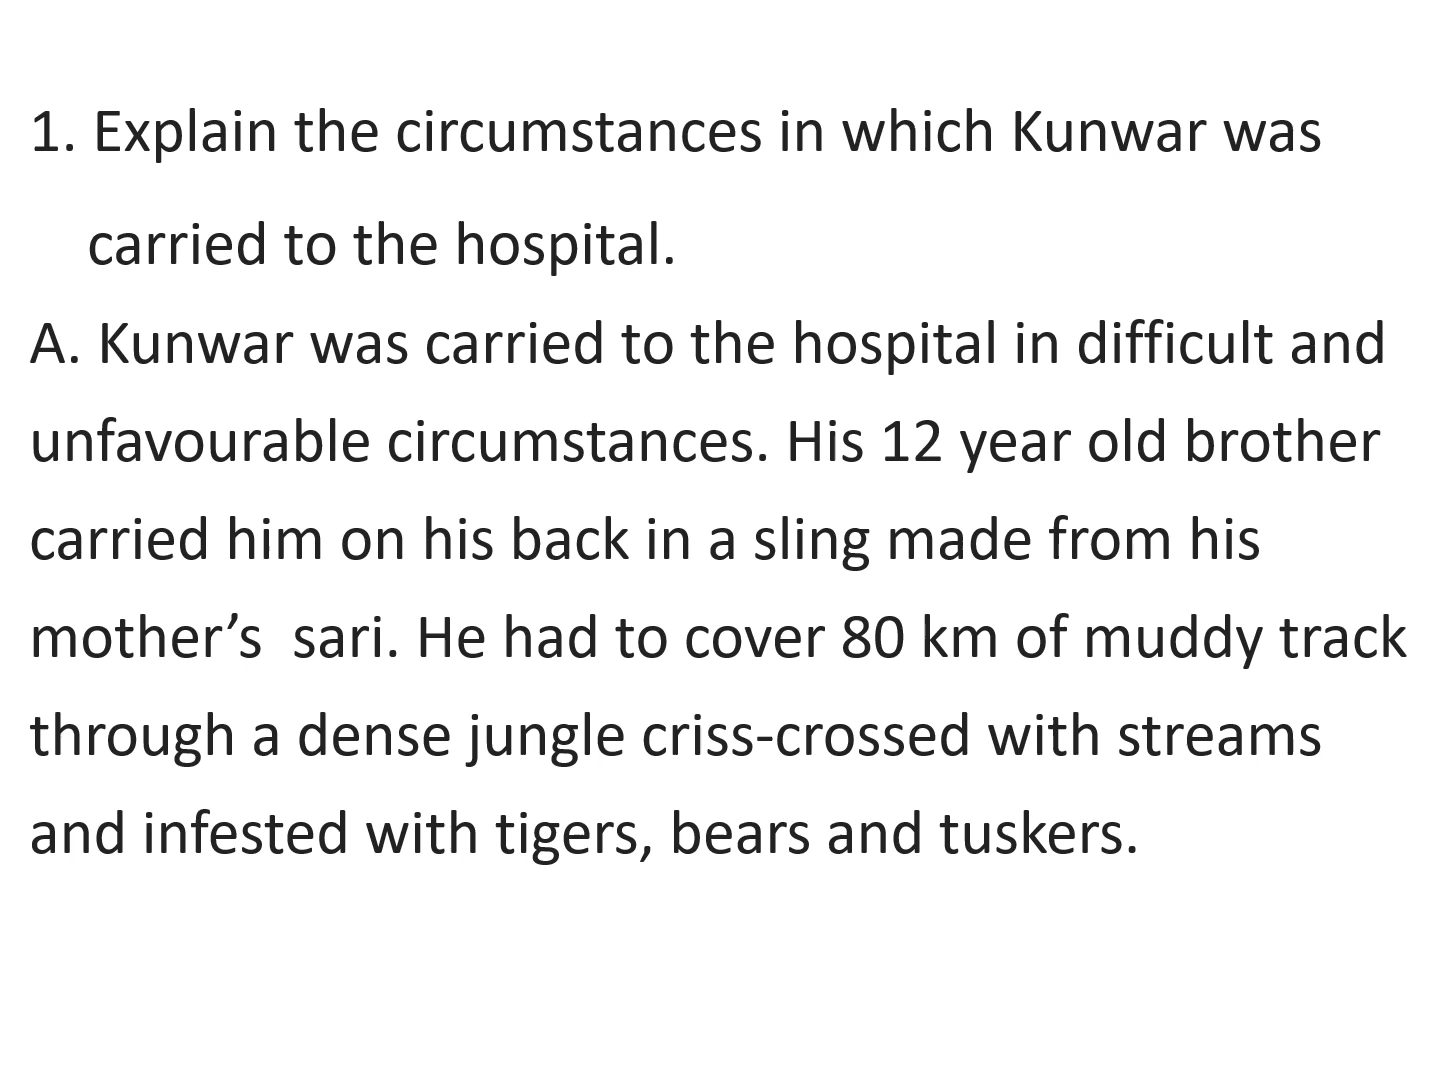 1. Explain the circumstances in which Kunwar was
carried to the hospital.
A. Kunwar was carried to the hospital in difficult and
unfavourable circumstances. His 12 year old brother
carried him on his back in a sling made from his
mother’s  sari. He had to cover 80 km of muddy track
through a dense jungle criss-crossed with streams
and infested with tigers, bears and tuskers.